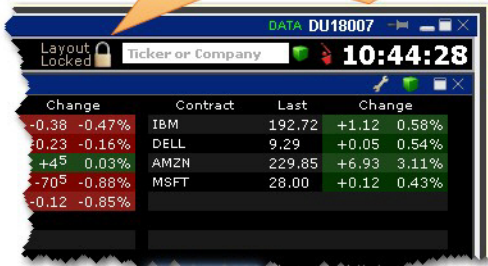 DATA DU18007
Layout Locked Ticker or Company 10:44:28
Change Contract Last Change
-0.38 -0.47% IBM 192.72 +1.12 0.58%
-0.23 -0.16% DELL 9.29 +0.05 0.54%
+4⁵ 0.03% AMZN 229.85 +6.93 3.11%
-70⁵ -0.88% MSFT 28.00 +0.12 0.43%
-0.12 -0.85%